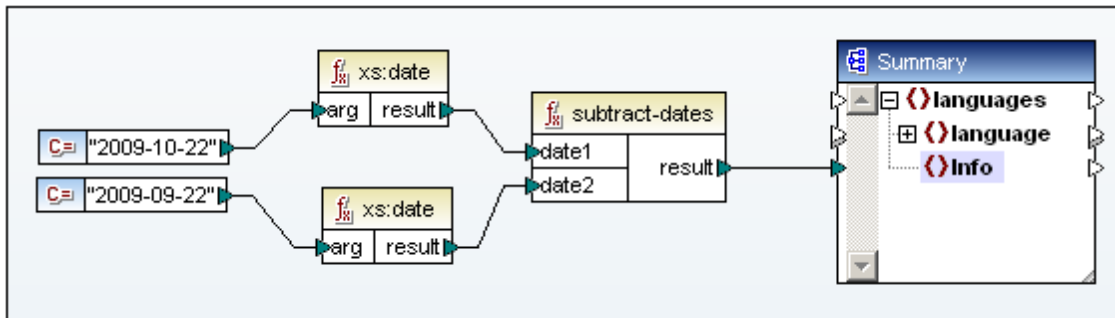 Summary
xs:date
languages
arg result
subtract-dates
language
C= "2009-10-22"
date1
result
Info
C= "2009-09-22"
date2
xs:date
arg result